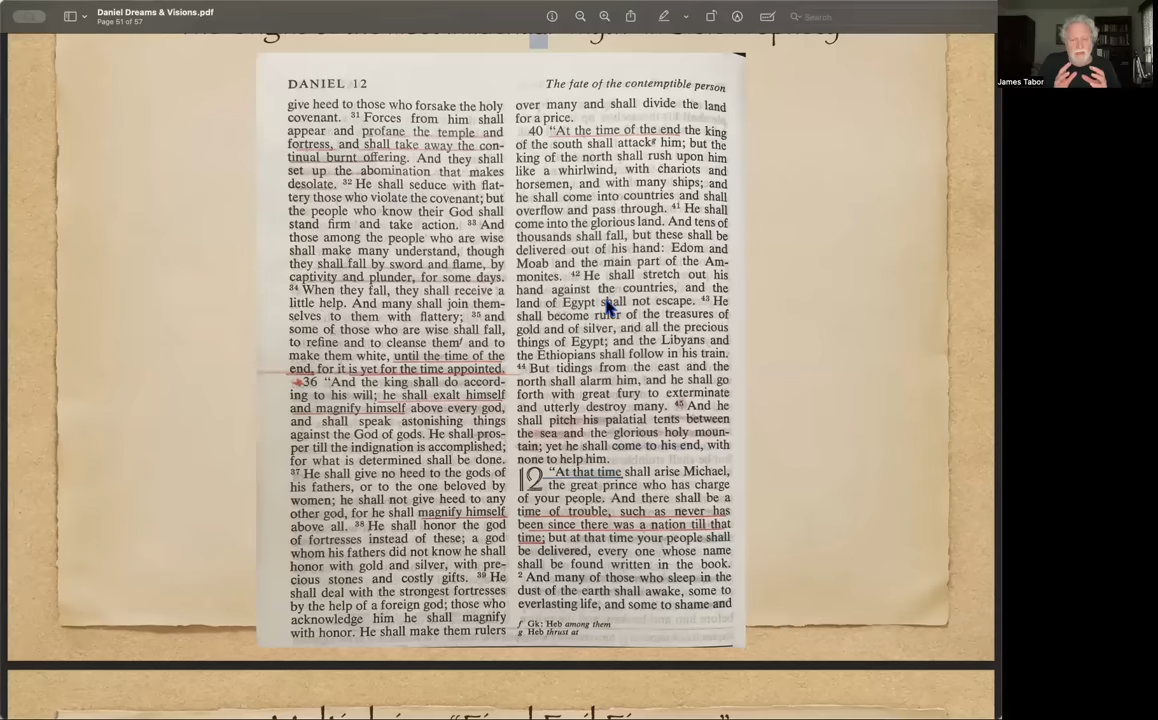 Daniel Dreams & Visions.pdf
Page 51 of 57
Search
James Tabor
DANIEL 12
The fate of the contemptible person
give heed to those who forsake the holy
covenant. 31 Forces from him shall
appear and profane the temple and
fortress, and shall take away the con-
tinual burnt offering. And they shall
set up the abomination that makes
desolate. 32 He shall seduce with flat-
tery those who violate the covenant; but
the people who know their God shall
stand firm and take action. 33 And
those among the people who are wise
shall make many understand, though
they shall fall by sword and flame, by
captivity and plunder, for some days.
34 When they fall, they shall receive a
little help. And many shall join them-
selves to them with flattery; 35 and
some of those who are wise shall fall,
to refine and to cleanse them f and to
make them white, until the time of the
end, for it is yet for the time appointed.
36 “And the king shall do accord-
ing to his will; he shall exalt himself
and magnify himself above every god,
and shall speak astonishing things
against the God of gods. He shall pros-
per till the indignation is accomplished;
for what is determined shall be done.
37 He shall give no heed to the gods of
his fathers, or to the one beloved by
women; he shall not give heed to any
other god, for he shall magnify himself
above all. 38 He shall honor the god
of fortresses instead of these; a god
whom his fathers did not know he shall
honor with gold and silver, with pre-
cious stones and costly gifts. 39 He
shall deal with the strongest fortresses
by the help of a foreign god; those who
acknowledge him he shall magnify
with honor. He shall make them rulers
over many and shall divide the land
for a price.
40 “At the time of the end the king
of the south shall attack g him; but the
king of the north shall rush upon him
like a whirlwind, with chariots and
horsemen, and with many ships; and
he shall come into countries and shall
overflow and pass through. 41 He shall
come into the glorious land. And tens of
thousands shall fall, but these shall be
delivered out of his hand: Edom and
Moab and the main part of the Am-
monites. 42 He shall stretch out his
hand against the countries, and the
land of Egypt shall not escape. 43 He
shall become ruler of the treasures of
gold and of silver, and all the precious
things of Egypt; and the Libyans and
the Ethiopians shall follow in his train.
44 But tidings from the east and the
north shall alarm him, and he shall go
forth with great fury to exterminate
and utterly destroy many. 45 And he
shall pitch his palatial tents between
the sea and the glorious holy moun-
tain; yet he shall come to his end, with
none to help him.
12 “At that time shall arise Michael,
the great prince who has charge
of your people. And there shall be a
time of trouble, such as never has
been since there was a nation till that
time; but at that time your people shall
be delivered, every one whose name
shall be found written in the book.
2 And many of those who sleep in the
dust of the earth shall awake, some to
everlasting life, and some to shame and
f Gk: Heb among them
g Heb thrust at